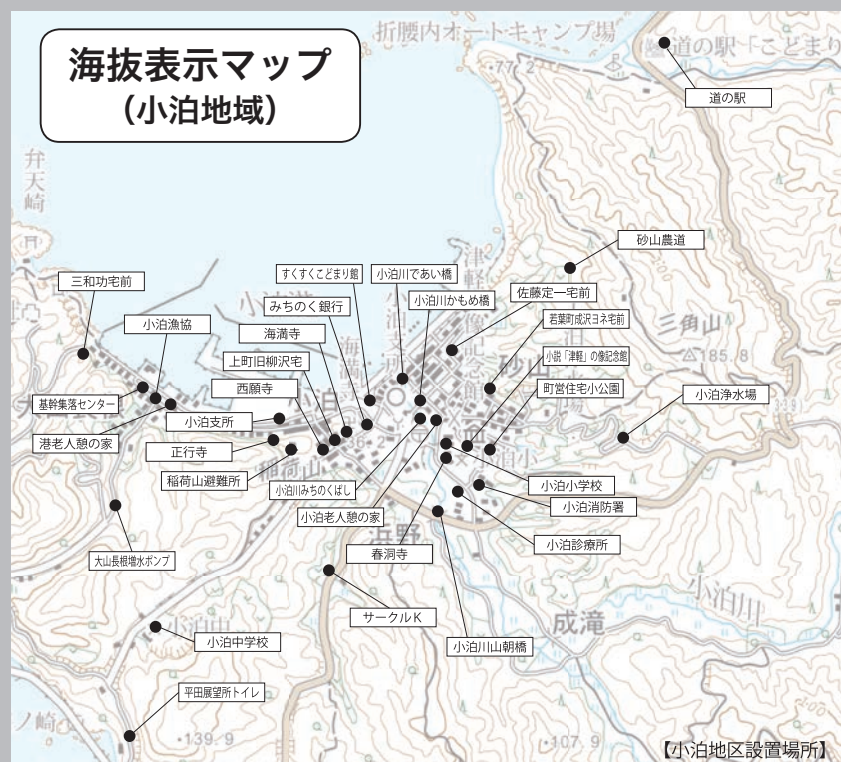 海抜表示マップ
（小泊地域）
折腰内オートキャンプ場
道の駅「こどまり
・77.2
道の駅
弁天崎
砂山農道
三和功宅前
すくすくこどまり館
小泊川であい橋
佐藤定一宅前
みちのく銀行
小泊川かもめ橋
小泊漁協
海満寺
若葉町成沢ヨネ宅前
三角山
上町旧柳沢宅
小説「津軽」の像記念館
△185.8
西願寺
町営住宅小公園
小泊浄水場
基幹集落センター
小泊支所
港老人憩の家
正行寺
稲荷山
稲荷山避難所
小泊川みちのくばし
小泊小学校
小泊消防署
小泊老人憩の家
浜野
小泊診療所
春洞寺
大山長根増水ポンプ
小泊川
サークルK
成滝
小泊山
小泊中学校
小泊川山朝橋
平田展望所トイレ
ノ崎
・139.9
・107.9
【小泊地区設置場所】